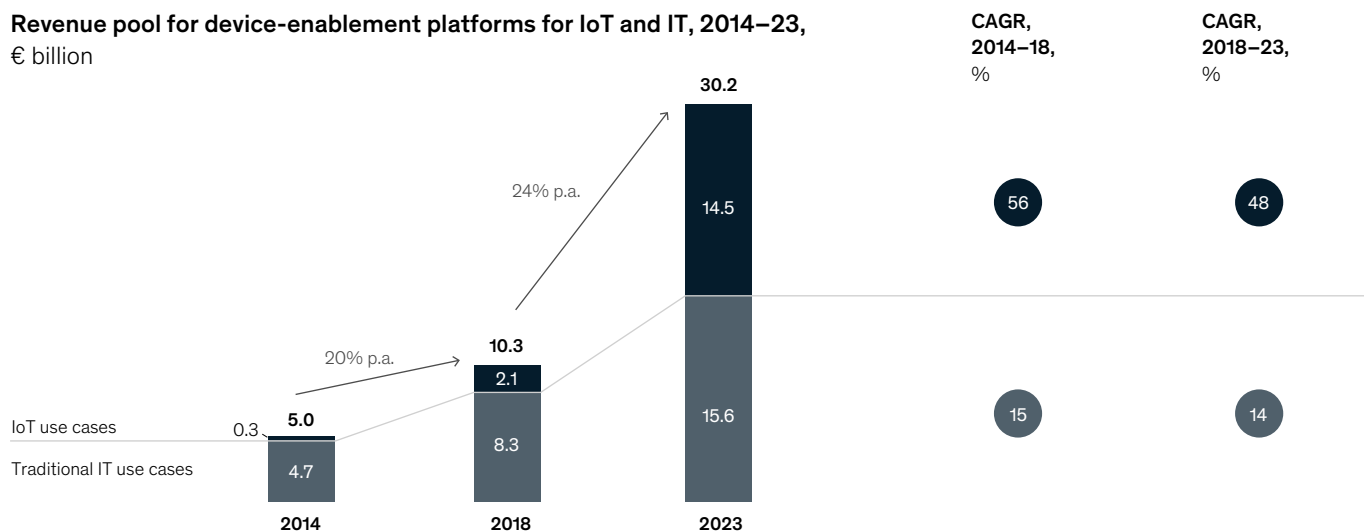 Revenue pool for device-enablement platforms for IoT and IT, 2014–23,
€ billion
CAGR,
2014–18,
%
CAGR,
2018–23,
%
30.2
24% p.a.
14.5
56
48
10.3
20% p.a.
2.1
5.0
IoT use cases
0.3
15.6
15
14
8.3
Traditional IT use cases
4.7
2014
2018
2023